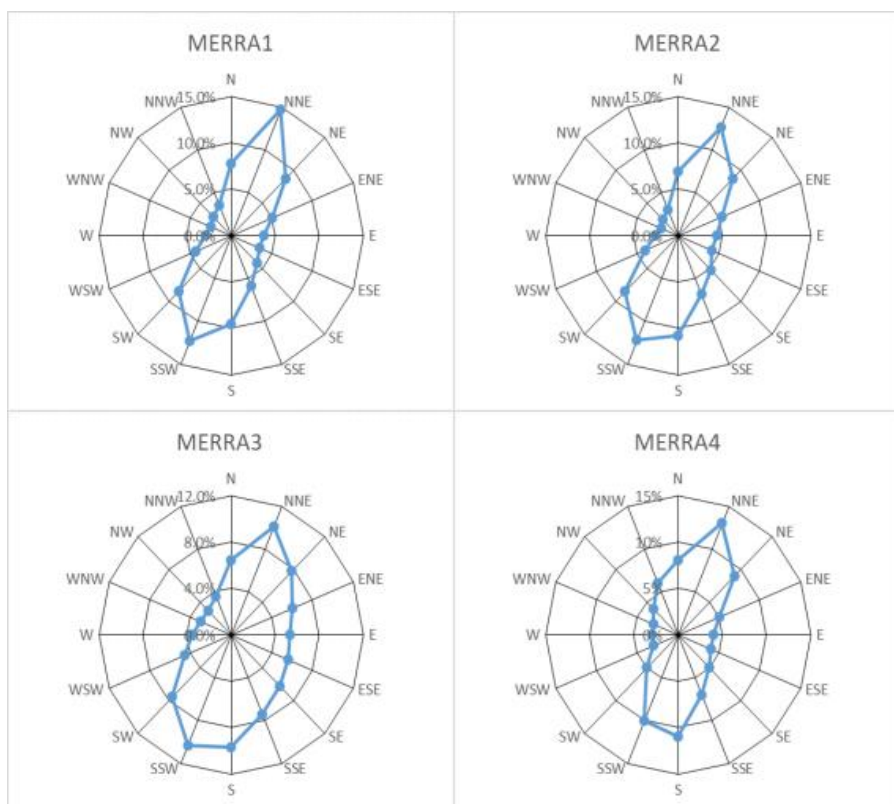 MERRA1
N
15.0%
NNW
NNE
NW
10.0%
NE
WNW
5.0%
ENE
W
0.0%
E
WSW
ESE
SW
SE
SSW
SSE
S
MERRA2
N
15.0%
NNW
NNE
NW
10.0%
NE
WNW
5.0%
ENE
W
0.0%
E
WSW
ESE
SW
SE
SSW
SSE
S
MERRA3
N
12.0%
NNW
NNE
NW
8.0%
NE
WNW
4.0%
ENE
W
0.0%
E
WSW
ESE
SW
SE
SSW
SSE
S
MERRA4
N
15%
NNW
NNE
NW
10%
NE
WNW
5%
ENE
W
0%
E
WSW
ESE
SW
SE
SSW
SSE
S